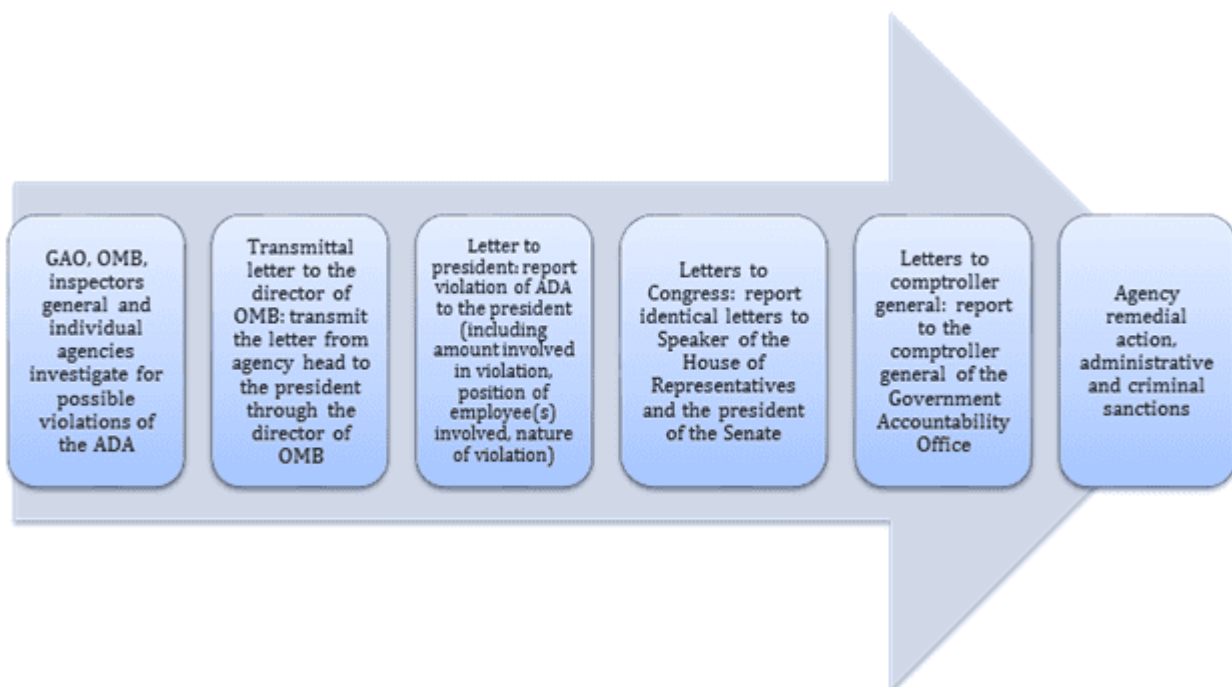 GAO, OMB,
inspectors
general and
individual
agencies
investigate for
possible
violations of
the ADA
Transmittal
letter to the
director of
OMB: transmit
the letter from
agency head to
the president
through the
director of
OMB
Letter to
president: report
violation of ADA
to the president
(including
amount involved
in violation,
position of
employee(s)
involved, nature
of violation)
Letters to
Congress: report
identical letters to
Speaker of the
House of
Representatives
and the president
of the Senate
Letters to
comptroller
general: report
to the
comptroller
general of the
Government
Accountability
Office
Agency
remedial
action,
administrative
and criminal
sanctions